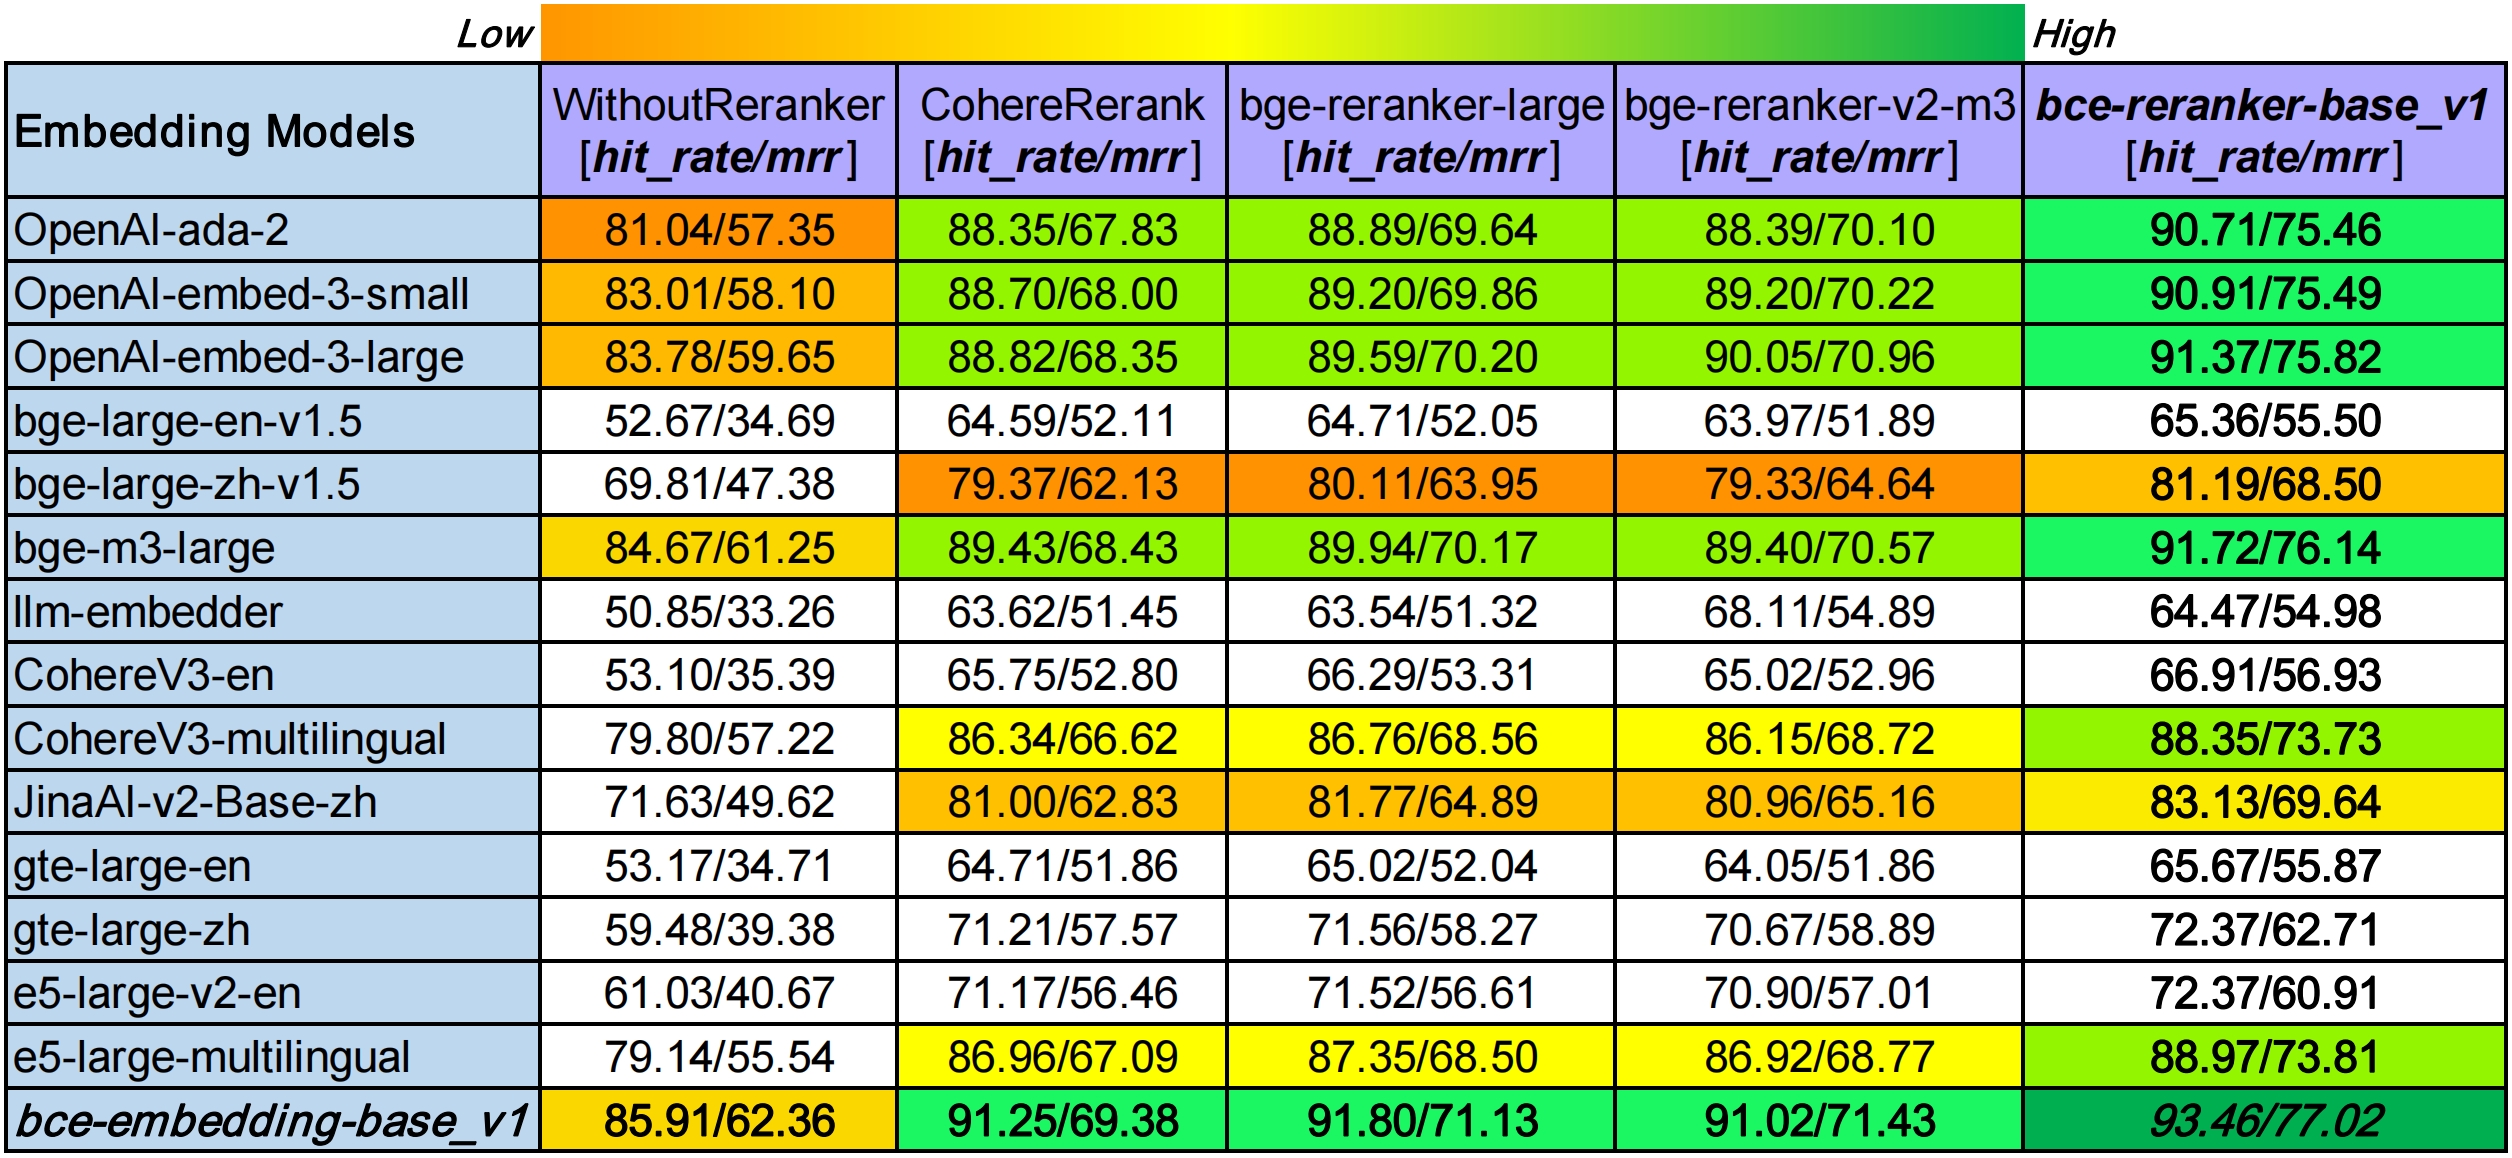 Low High
Embedding Models WithoutReranker [hit_rate/mrr] CohereRerank [hit_rate/mrr] bge-reranker-large [hit_rate/mrr] bge-reranker-v2-m3 [hit_rate/mrr] bce-reranker-base_v1 [hit_rate/mrr]
OpenAI-ada-2 81.04/57.35 88.35/67.83 88.89/69.64 88.39/70.10 90.71/75.46
OpenAI-embed-3-small 83.01/58.10 88.70/68.00 89.20/69.86 89.20/70.22 90.91/75.49
OpenAI-embed-3-large 83.78/59.65 88.82/68.35 89.59/70.20 90.05/70.96 91.37/75.82
bge-large-en-v1.5 52.67/34.69 64.59/52.11 64.71/52.05 63.97/51.89 65.36/55.50
bge-large-zh-v1.5 69.81/47.38 79.37/62.13 80.11/63.95 79.33/64.64 81.19/68.50
bge-m3-large 84.67/61.25 89.43/68.43 89.94/70.17 89.40/70.57 91.72/76.14
llm-embedder 50.85/33.26 63.62/51.45 63.54/51.32 68.11/54.89 64.47/54.98
CohereV3-en 53.10/35.39 65.75/52.80 66.29/53.31 65.02/52.96 66.91/56.93
CohereV3-multilingual 79.80/57.22 86.34/66.62 86.76/68.56 86.15/68.72 88.35/73.73
JinaAI-v2-Base-zh 71.63/49.62 81.00/62.83 81.77/64.89 80.96/65.16 83.13/69.64
gte-large-en 53.17/34.71 64.71/51.86 65.02/52.04 64.05/51.86 65.67/55.87
gte-large-zh 59.48/39.38 71.21/57.57 71.56/58.27 70.67/58.89 72.37/62.71
e5-large-v2-en 61.03/40.67 71.17/56.46 71.52/56.61 70.90/57.01 72.37/60.91
e5-large-multilingual 79.14/55.54 86.96/67.09 87.35/68.50 86.92/68.77 88.97/73.81
bce-embedding-base_v1 85.91/62.36 91.25/69.38 91.80/71.13 91.02/71.43 93.46/77.02